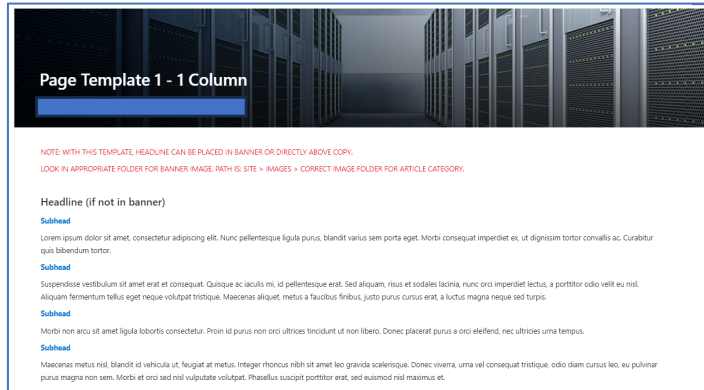 Page Template 1 - 1 Column
NOTE: WITH THIS TEMPLATE, HEADLINE CAN BE PLACED IN BANNER OR DIRECTLY ABOVE COPY.
LOOK IN APPROPRIATE FOLDER FOR BANNER IMAGE. PATH IS: SITE > IMAGES > CORRECT IMAGE FOLDER FOR ARTICLE CATEGORY.
Headline (if not in banner)
Subhead
Lorem ipsum dolor sit amet, consectetur adipiscing elit. Nunc pellentesque ligula purus, blandit varius sem porta eget. Morbi consequat imperdiet ex, ut dignissim tortor convallis ac. Curabitur
quis bibendum tortor.
Subhead
Suspendisse vestibulum sit amet erat et consequat. Quisque ac iaculis mi, id pellentesque erat. Sed aliquam, risus et sodales lacinia, nunc orci imperdiet lectus, a porttitor odio velit eu nisl.
Aliquam fermentum tellus eget neque volutpat tristique. Maecenas aliquet, metus a faucibus finibus, justo purus cursus erat, a luctus magna neque sed turpis.
Subhead
Morbi non arcu sit amet ligula lobortis consectetur. Proin id purus non orci ultrices tincidunt ut non libero. Donec placerat purus a orci eleifend, nec ultricies urna tempus.
Subhead
Maecenas metus nisl, blandit id vehicula ut, feugiat at metus. Integer rhoncus nibh sit amet leo gravida scelerisque. Donec viverra, urna vel consequat tristique, odio diam cursus leo, eu pulvinar
purus magna non sem. Morbi et orci sed nisl vulputate volutpat. Phasellus suscipit porttitor erat, sed euismod nisl maximus et.